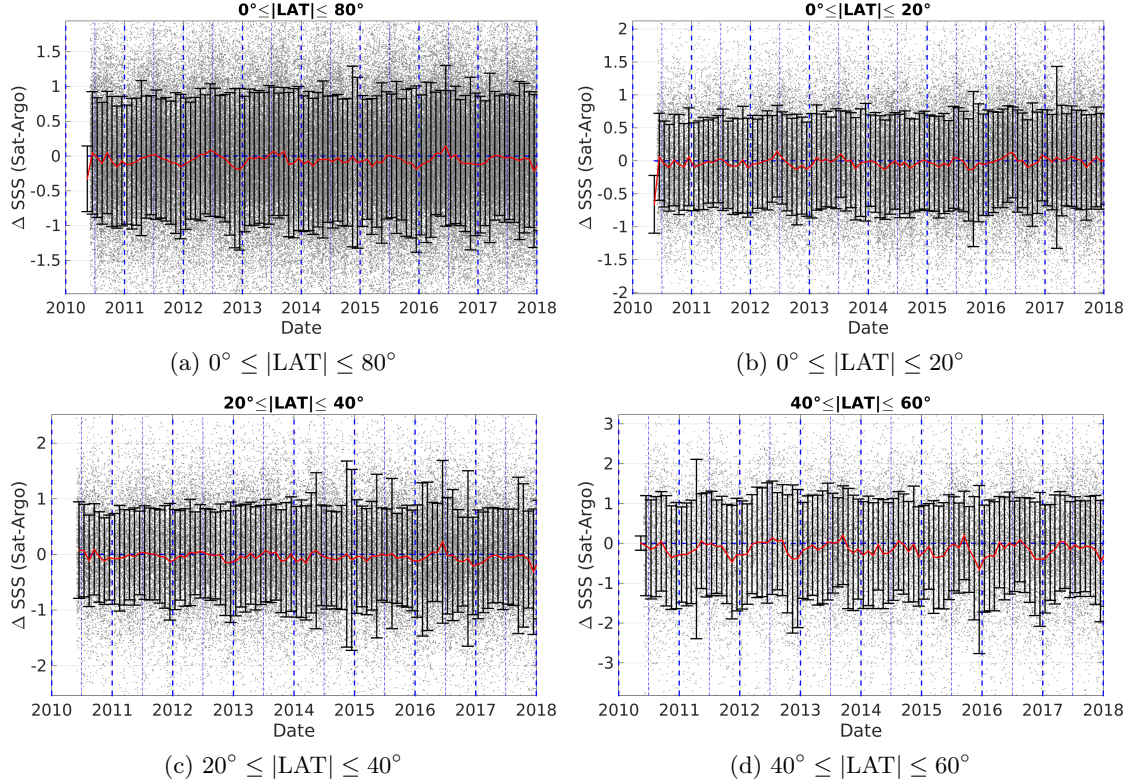 0°≤|LAT|≤ 80°
Δ SSS (Sat-Argo)
1.5
1
0.5
0
-0.5
-1
-1.5
2010 2011 2012 2013 2014 2015 2016 2017 2018
Date
(a) 0° ≤ |LAT| ≤ 80°
0°≤|LAT|≤ 20°
Δ SSS (Sat-Argo)
2
1.5
1
0.5
0
-0.5
-1
-1.5
-2
2010 2011 2012 2013 2014 2015 2016 2017 2018
Date
(b) 0° ≤ |LAT| ≤ 20°
20°≤|LAT|≤ 40°
Δ SSS (Sat-Argo)
2
1
0
-1
-2
2010 2011 2012 2013 2014 2015 2016 2017 2018
Date
(c) 20° ≤ |LAT| ≤ 40°
40°≤|LAT|≤ 60°
Δ SSS (Sat-Argo)
3
2
1
0
-1
-2
-3
2010 2011 2012 2013 2014 2015 2016 2017 2018
Date
(d) 40° ≤ |LAT| ≤ 60°